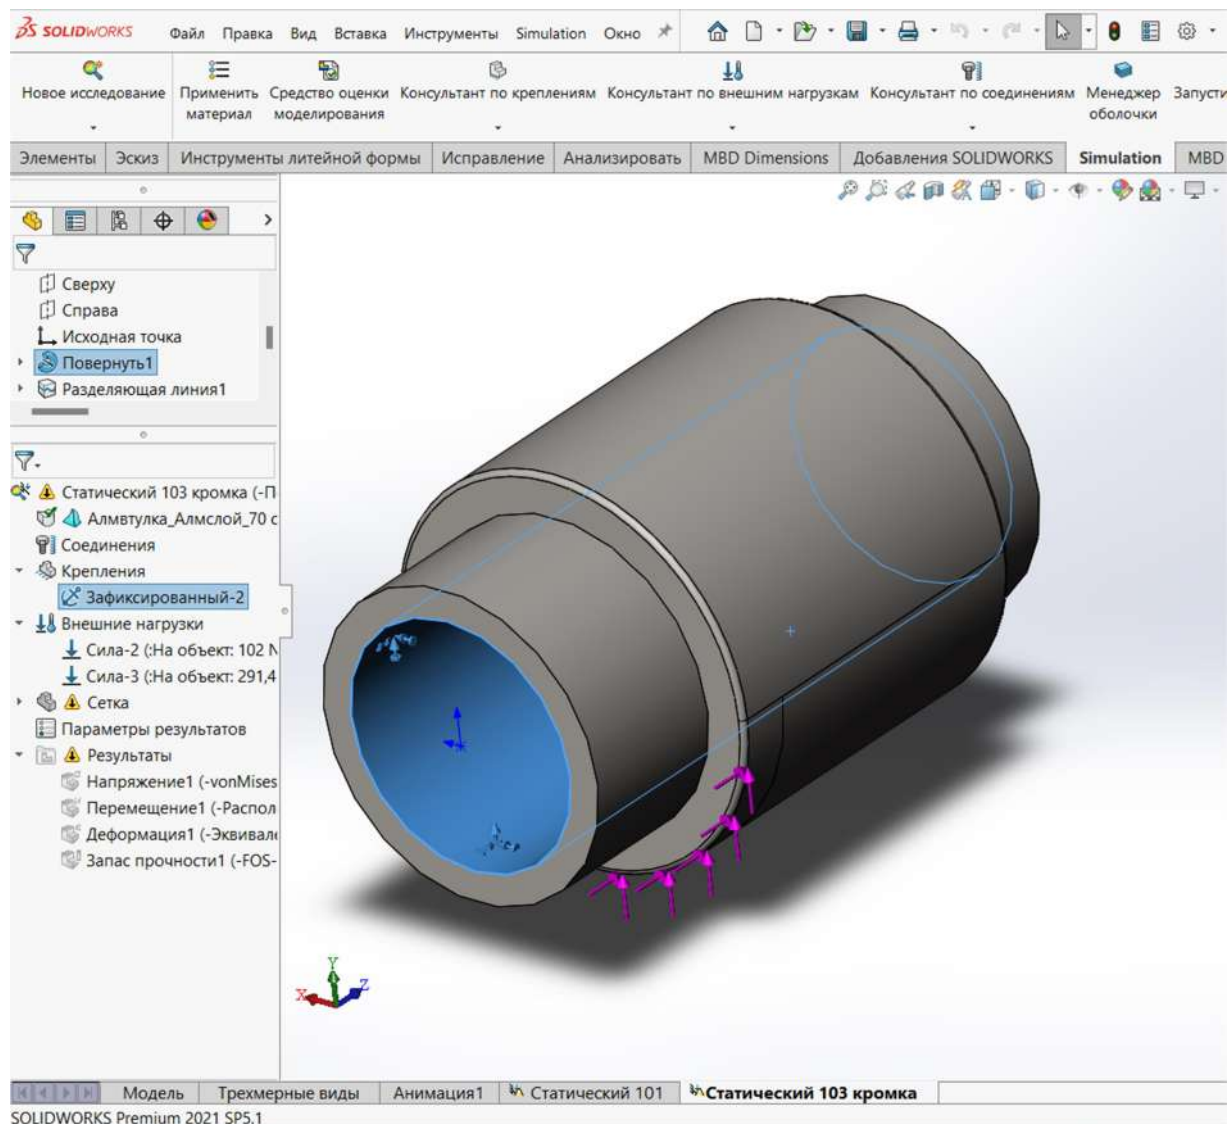 SOLIDWORKS Файл Правка Вид Вставка Инструменты Simulation Окно
Новое исследование Применить материал Средство оценки моделирования Консультант по креплениям Консультант по внешним нагрузкам Консультант по соединениям Менеджер оболочки Запусти
Элементы Эскиз Инструменты литейной формы Исправление Анализировать MBD Dimensions Добавления SOLIDWORKS Simulation MBD
Сверху
Справа
Исходная точка
Повернуть1
Разделяющая линия1
Статический 103 кромка (-П
Алмвтулка_Алмслой_70 с
Соединения
Крепления
Зафиксированный-2
Внешние нагрузки
Сила-2 (:На объект: 102 N
Сила-3 (:На объект: 291,4
Сетка
Параметры результатов
Результаты
Напряжение1 (-vonMises
Перемещение1 (-Распол
Деформация1 (-Эквивале
Запас прочности1 (-FOS-
Y
X Z
Модель Трехмерные виды Анимация1 Статический 101 Статический 103 кромка
SOLIDWORKS Premium 2021 SP5.1